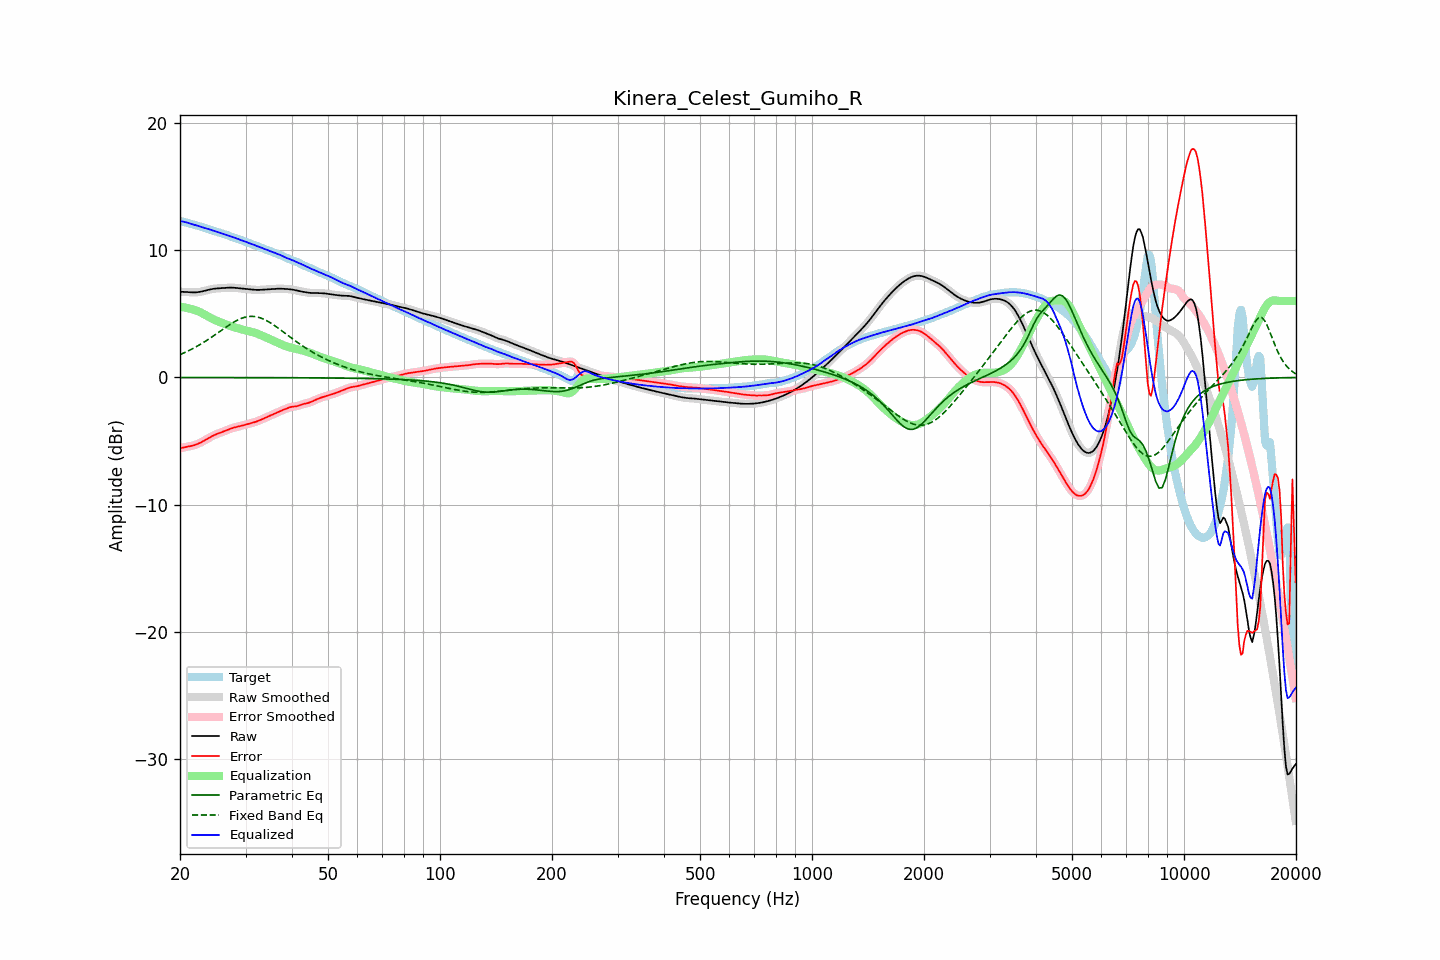 Kinera_Celest_Gumiho_R
20
10
0
−10
−20
−30
Amplitude (dBr)
Target
Raw Smoothed
Error Smoothed
Raw
Error
Equalization
Parametric Eq
Fixed Band Eq
Equalized
20 50 100 200 500 1000 2000 5000 10000 20000
Frequency (Hz)